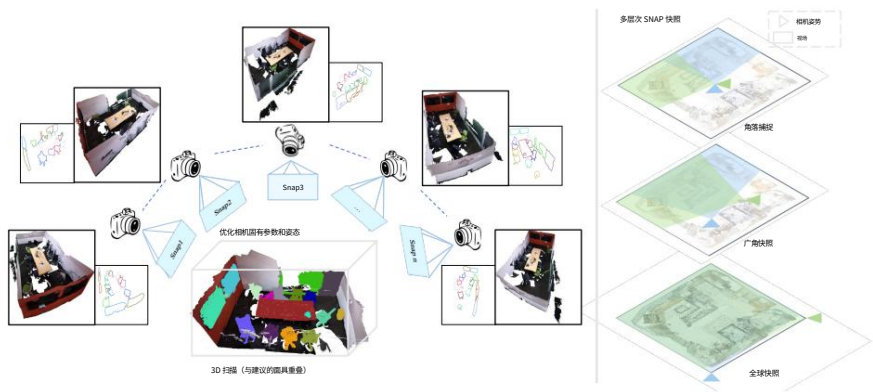 多层次 SNAP 快照
相机姿势
视场
角落捕捉
Snap3
Snap2
...
Snap1
优化相机固有参数和姿态
Snap n
广角快照
3D 扫描（与建议的面具重叠）
全球快照